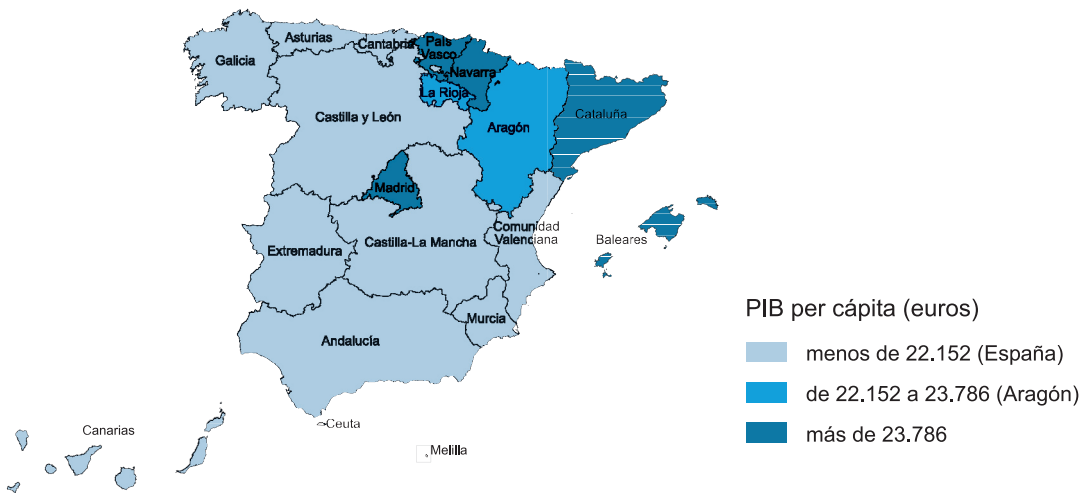 Asturias
Cantabria
País
Vasco
Galicia
Navarra
La Rioja
Castilla y León
Aragón
Cataluña
Madrid
Comunidad
Valenciana
Castilla-La Mancha
Baleares
Extremadura
Murcia
Andalucía
Ceuta
Canarias
Melilla
PIB per cápita (euros)
menos de 22.152 (España)
de 22.152 a 23.786 (Aragón)
más de 23.786